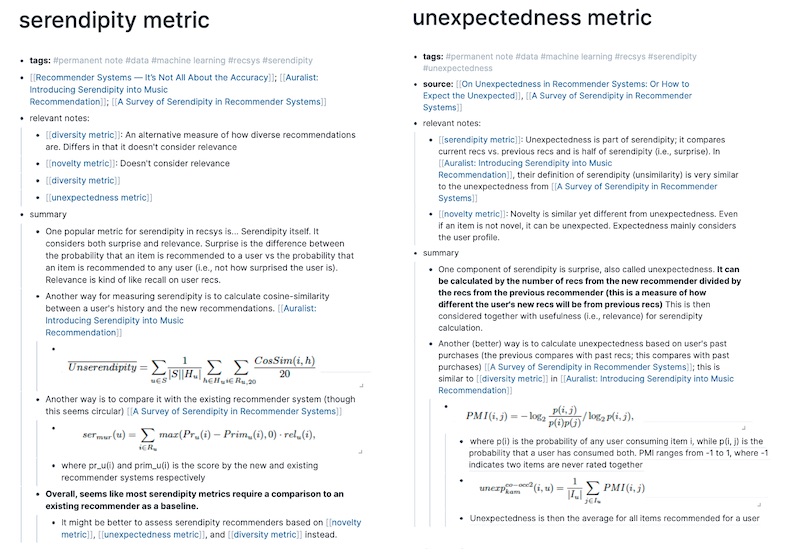 serendipity metric
tags: #permanent note #data #machine learning #recsys #serendipity
[[Recommender Systems — It's Not All About the Accuracy]]; [[Auralist:
Introducing Serendipity into Music
Recommendation]]; [[A Survey of Serendipity in Recommender Systems]]
relevant notes:
[[diversity metric]]: An alternative measure of how diverse recommendations
are. Differs in that it doesn't consider relevance
[[novelty metric]]: Doesn't consider relevance
[[diversity metric]]
[[unexpectedness metric]]
summary
One popular metric for serendipity in recsys is... Serendipity itself. It
considers both surprise and relevance. Surprise is the difference between
the probability that an item is recommended to a user vs the probability that
an item is recommended to any user (i.e., not how surprised the user is).
Relevance is kind of like recall on user recs.
Another way for measuring serendipity is to calculate cosine-similarity
between a user's history and the new recommendations. [[Auralist:
Introducing Serendipity into Music
Recommendation]]
Unserendipity = ∑_{u∈S} 1/(|S||H_u|) ∑_{h∈H_u} ∑_{i∈R_{u,20}} CosSim(i, h)/20
Another way is to compare it with the existing recommender system (though
this seems circular) [[A Survey of Serendipity in Recommender Systems]]
ser_{mur}(u) = ∑_{i∈R_u} max(Pr_u(i) − Prim_u(i), 0) · rel_u(i),
where pr_u(i) and prim_u(i) is the score by the new and existing
recommender systems respectively
Overall, seems like most serendipity metrics require a comparison to an
existing recommender as a baseline.
It might be better to assess serendipity recommenders based on [[novelty
metric]], [[unexpectedness metric]], and [[diversity metric]] instead.
unexpectedness metric
tags: #permanent note #data #machine learning #recsys #serendipity
#unexpectedness
source: [[On Unexpectedness in Recommender Systems: Or How to
Expect the Unexpected]], [[A Survey of Serendipity in Recommender
Systems]]
relevant notes:
[[serendipity metric]]: Unexpectedness is part of serendipity; it compares
current recs vs. previous recs and is half of serendipity (i.e., surprise). In
[[Auralist: Introducing Serendipity into Music
Recommendation]], their definition of serendipity (unsimilarity) is very similar
to the unexpectedness from [[A Survey of Serendipity in Recommender
Systems]]
[[novelty metric]]: Novelty is similar yet different from unexpectedness. Even
if an item is not novel, it can be unexpected. Expectedness mainly considers
the user profile.
summary
One component of serendipity is surprise, also called unexpectedness. It can
be calculated by the number of recs from the new recommender divided by
the recs from the previous recommender (this is a measure of how
different the user's new recs will be from previous recs) This is then
considered together with usefulness (i.e., relevance) for serendipity
calculation.
Another (better) way is to calculate unexpectedness based on user's past
purchases (the previous compares with past recs; this compares with past
purchases) [[A Survey of Serendipity in Recommender Systems]]; this is
similar to [[diversity metric]] in [[Auralist: Introducing Serendipity into Music
Recommendation]]
PMI(i, j) = − log_2 p(i, j)/(p(i)p(j)) / log_2 p(i, j),
where p(i) is the probability of any user consuming item i, while p(i, j) is the
probability that a user has consumed both. PMI ranges from -1 to 1, where -1
indicates two items are never rated together
unexp_{kam}^{co-occ2}(i, u) = 1/|I_u| ∑_{j∈I_u} PMI(i, j)
Unexpectedness is then the average for all items recommended for a user